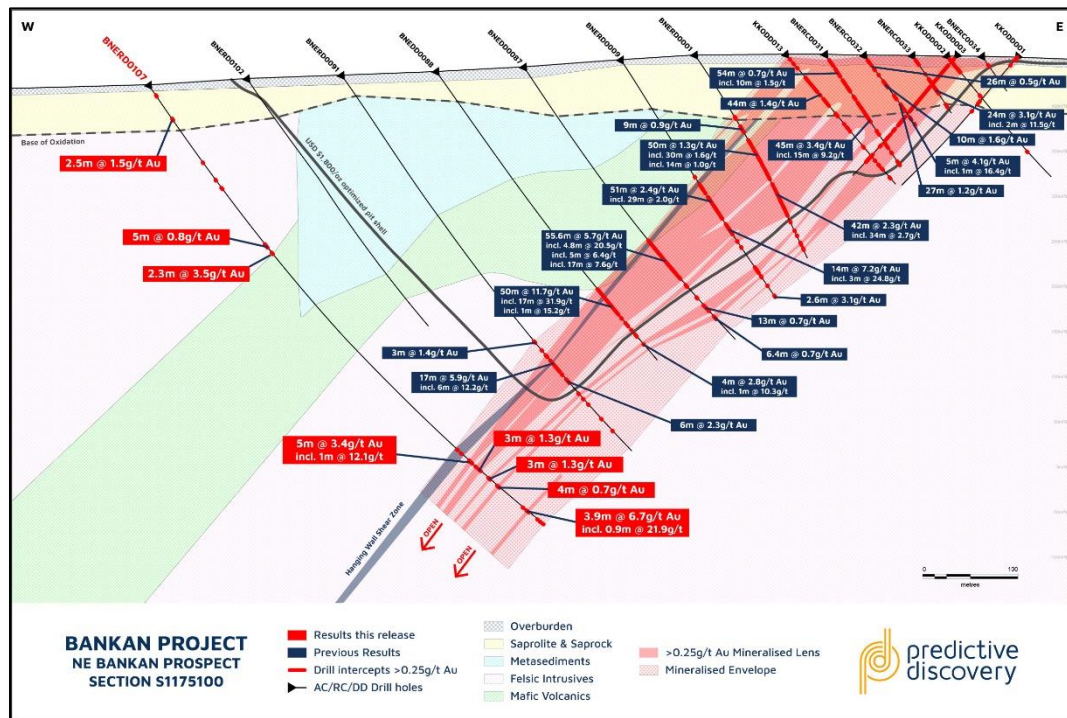 W
E
BNERD0107
BNERD0102
BNERD0091
BNEDD0088
BNEDD0087
BNERD0009
BNERD0001
KKODD013
BNERC0031
BNERC0032
BNERC0033
KKODD002
KKODD003
BNERC0034
KKODD001
54m @ 0.7g/t Au
incl. 10m @ 1.5g/t
26m @ 0.5g/t Au
44m @ 1.4g/t Au
24m @ 3.1g/t Au
incl. 2m @ 11.5g/t
9m @ 0.9g/t Au
10m @ 1.6g/t Au
Base of Oxidation
50m @ 1.3g/t Au
incl. 30m @ 1.6g/t
incl. 14m @ 1.0g/t
45m @ 3.4g/t Au
incl. 15m @ 9.2g/t
5m @ 4.1g/t Au
incl. 1m @ 16.4g/t
2.5m @ 1.5g/t Au
USD $1,800/oz optimized pit shell
51m @ 2.4g/t Au
incl. 29m @ 2.0g/t
27m @ 1.2g/t Au
5m @ 0.8g/t Au
55.6m @ 5.7g/t Au
incl. 4.8m @ 20.5g/t
incl. 5m @ 6.4g/t
incl. 17m @ 7.6g/t
42m @ 2.3g/t Au
incl. 34m @ 2.7g/t
2.3m @ 3.5g/t Au
14m @ 7.2g/t Au
incl. 3m @ 24.8g/t
50m @ 11.7g/t Au
incl. 17m @ 31.9g/t
incl. 1m @ 15.2g/t
2.6m @ 3.1g/t Au
13m @ 0.7g/t Au
3m @ 1.4g/t Au
6.4m @ 0.7g/t Au
17m @ 5.9g/t Au
incl. 6m @ 12.2g/t
4m @ 2.8g/t Au
incl. 1m @ 10.3g/t
6m @ 2.3g/t Au
5m @ 3.4g/t Au
incl. 1m @ 12.1g/t
3m @ 1.3g/t Au
3m @ 1.3g/t Au
4m @ 0.7g/t Au
3.9m @ 6.7g/t Au
incl. 0.9m @ 21.9g/t
OPEN
OPEN
Hanging Wall Shear Zone
0 130
metres
BANKAN PROJECT
NE BANKAN PROSPECT
SECTION S1175100
Results this release
Previous Results
Drill intercepts >0.25g/t Au
AC/RC/DD Drill holes
Overburden
Saprolite & Saprock
Metasediments
Felsic Intrusives
Mafic Volcanics
>0.25g/t Au Mineralised Lens
Mineralised Envelope
predictive
discovery